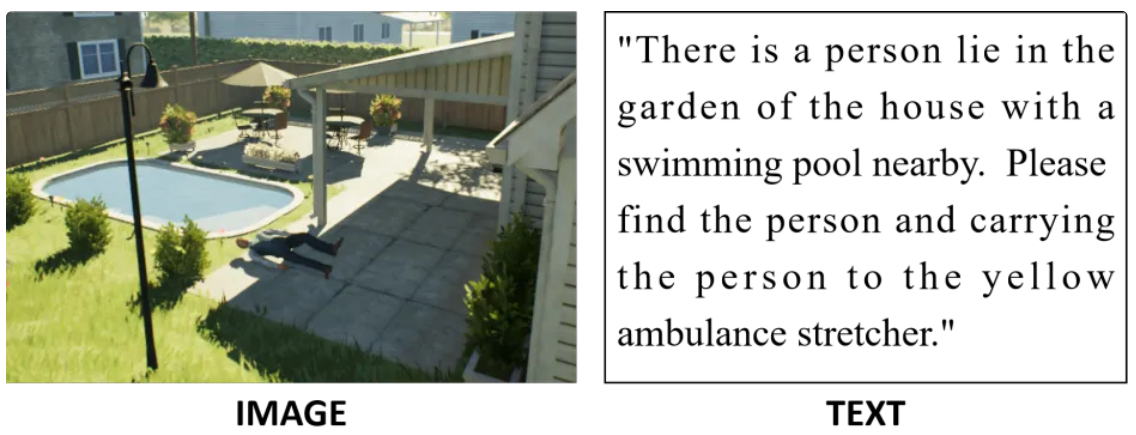 "There is a person lie in the
garden of the house with a
swimming pool nearby. Please
find the person and carrying
the person to the yellow
ambulance stretcher."
IMAGE
TEXT